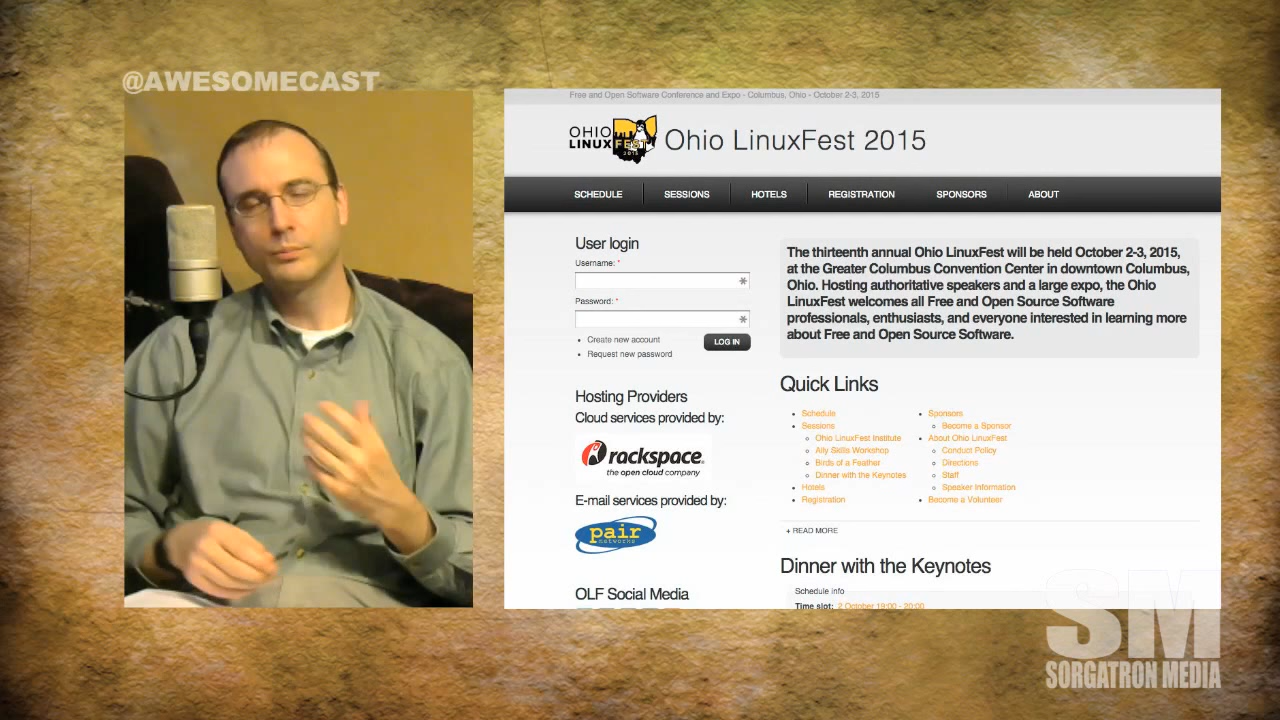 @AWESOMECAST
Free and Open Software Conference and Expo - Columbus, Ohio - October 2-3, 2015
OHIO
LINUXFEST
2015
Ohio LinuxFest 2015
SCHEDULE SESSIONS HOTELS REGISTRATION SPONSORS ABOUT
User login
Username: *
Password: *
Create new account
Request new password
LOG IN
Hosting Providers
Cloud services provided by:
rackspace.
the open cloud company
E-mail services provided by:
pair
networks
OLF Social Media
The thirteenth annual Ohio LinuxFest will be held October 2-3, 2015,
at the Greater Columbus Convention Center in downtown Columbus,
Ohio. Hosting authoritative speakers and a large expo, the Ohio
LinuxFest welcomes all Free and Open Source Software
professionals, enthusiasts, and everyone interested in learning more
about Free and Open Source Software.
Quick Links
Schedule
Sessions
Ohio LinuxFest Institute
Ally Skills Workshop
Birds of a Feather
Dinner with the Keynotes
Hotels
Registration
Sponsors
Become a Sponsor
About Ohio LinuxFest
Conduct Policy
Directions
Staff
Speaker Information
Become a Volunteer
+ READ MORE
Dinner with the Keynotes
Schedule info
Time slot: 2 October 19:00 - 20:00
SM
SORGATRON MEDIA